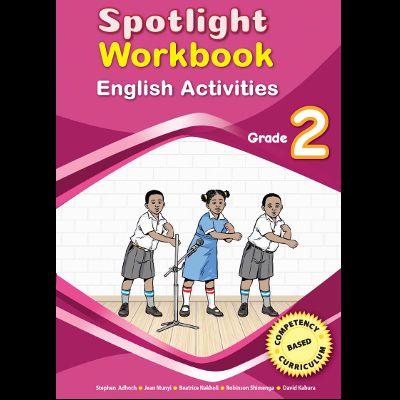 Spotlight
Workbook
English Activities
Grade 2
COMPETENCY
BASED
CURRICULUM
Stephen Adhoch • Jean Munyi • Beatrice Nakholi • Robinson Shimenga • David Kabura